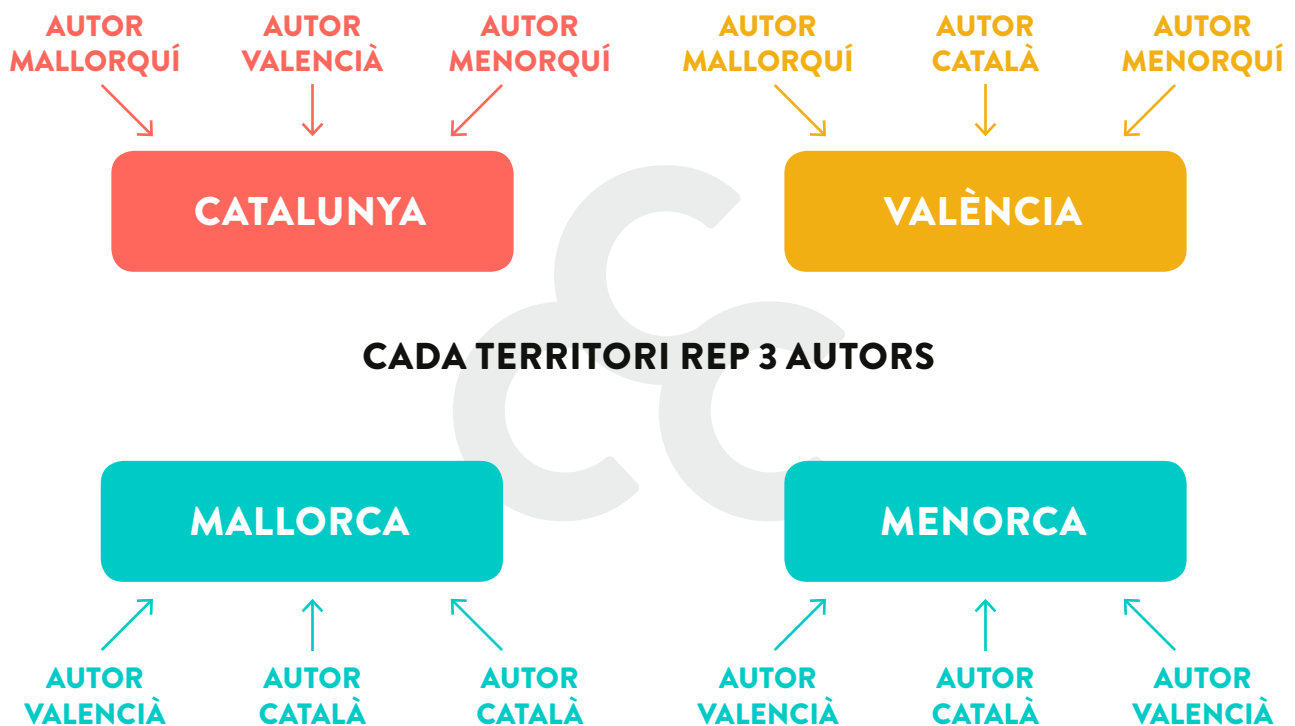 AUTOR
MALLORQUÍ
AUTOR
VALENCIÀ
AUTOR
MENORQUÍ
AUTOR
MALLORQUÍ
AUTOR
CATALÀ
AUTOR
MENORQUÍ
CATALUNYA
VALÈNCIA
CADA TERRITORI REP 3 AUTORS
MALLORCA
MENORCA
AUTOR
VALENCIÀ
AUTOR
CATALÀ
AUTOR
CATALÀ
AUTOR
VALENCIÀ
AUTOR
CATALÀ
AUTOR
VALENCIÀ